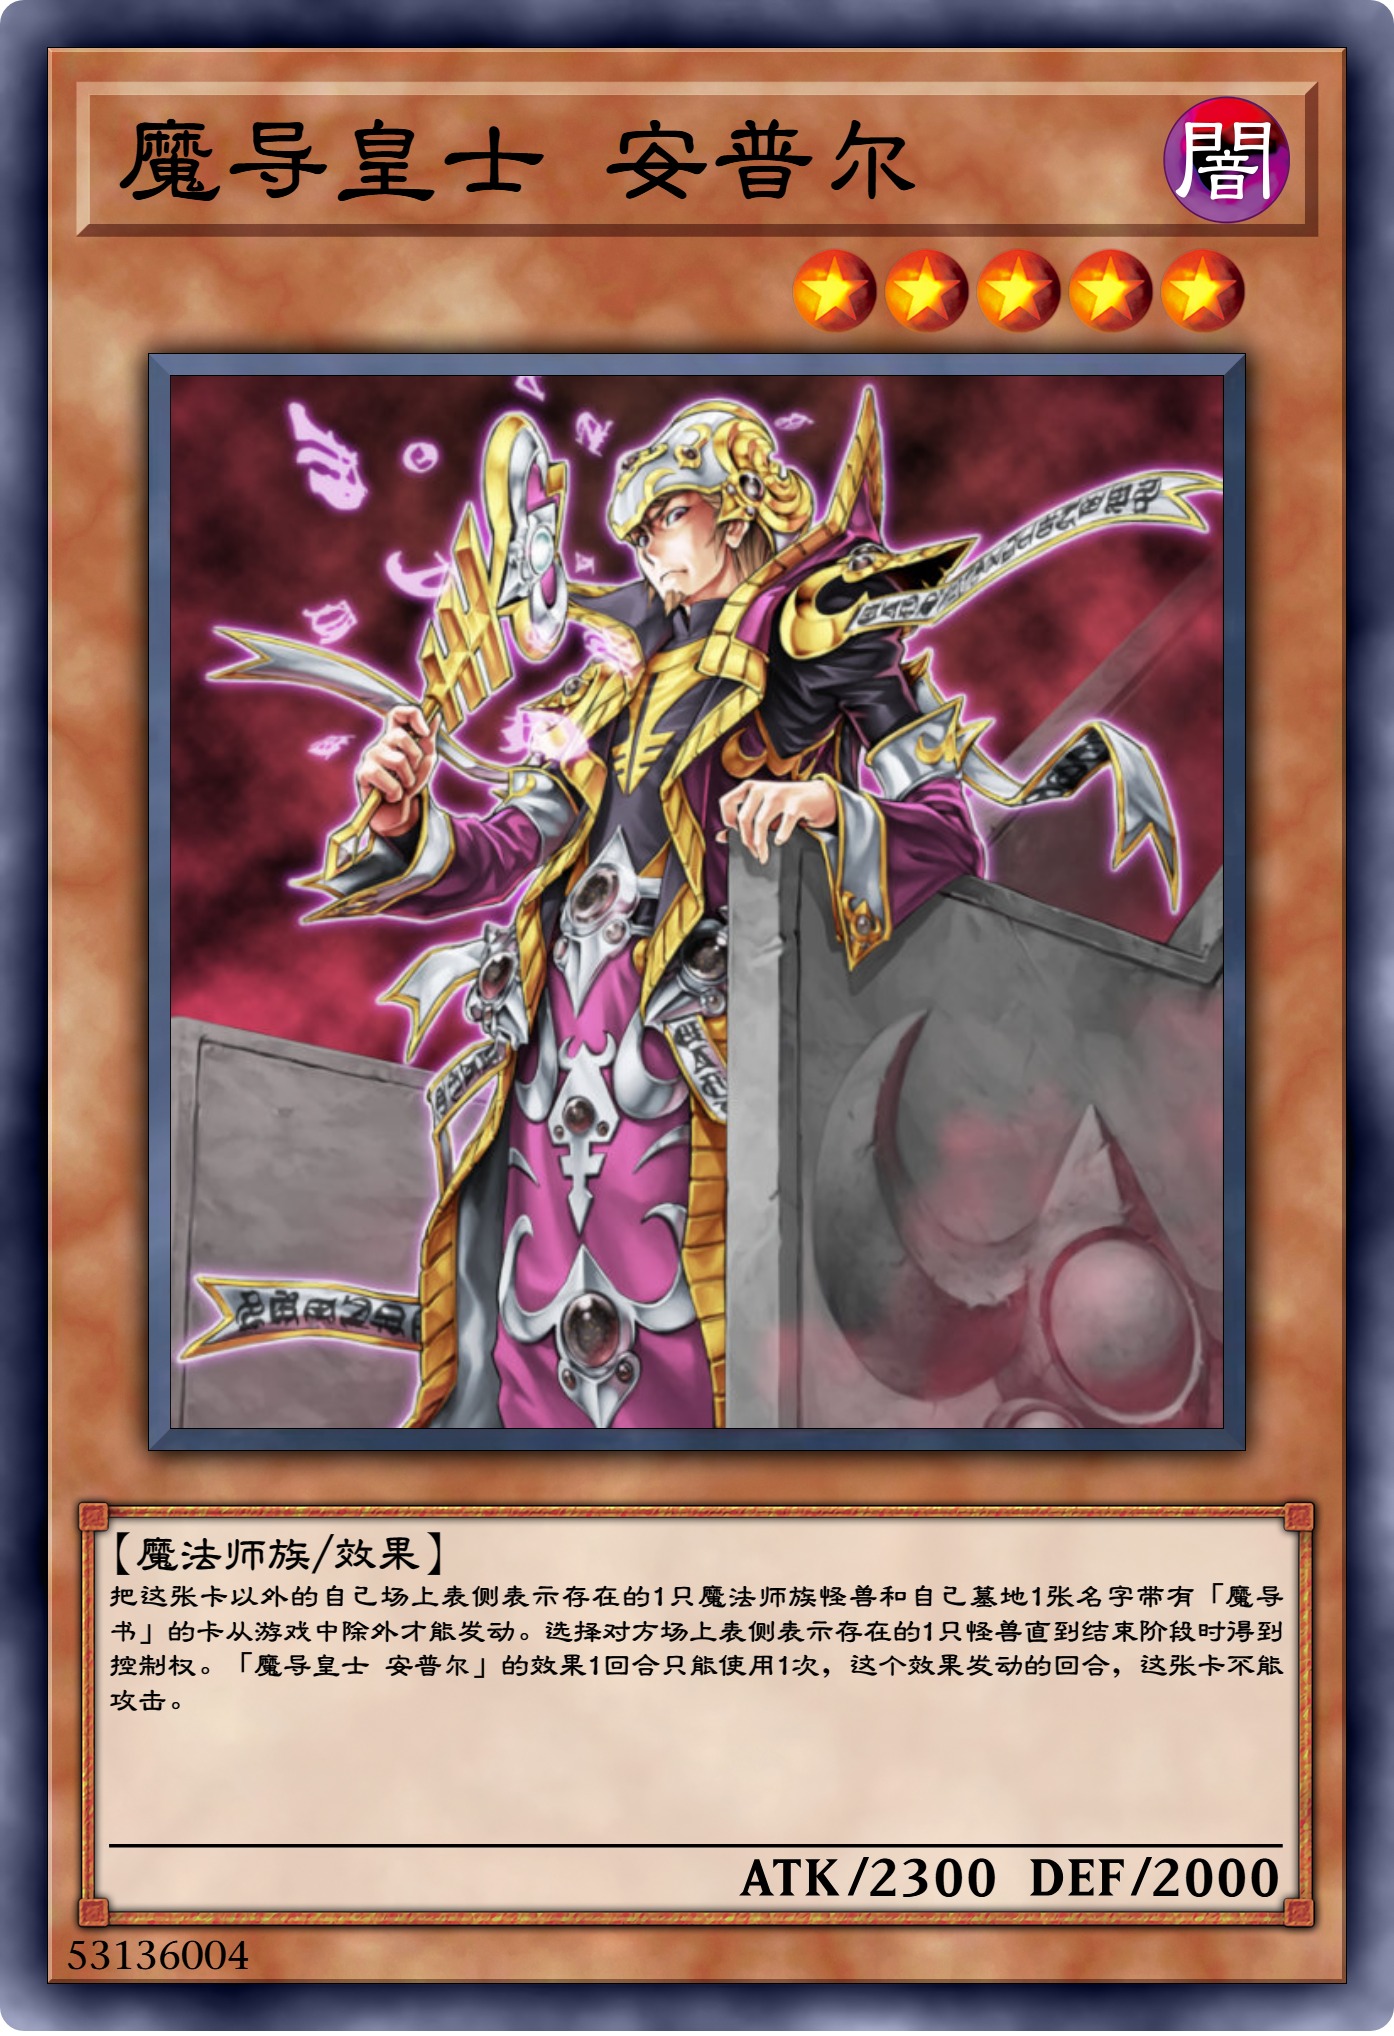 魔导皇士 安普尔
闇
【魔法师族/效果】
把这张卡以外的自己场上表侧表示存在的1只魔法师族怪兽和自己墓地1张名字带有「魔导
书」的卡从游戏中除外才能发动。选择对方场上表侧表示存在的1只怪兽直到结束阶段时得到
控制权。「魔导皇士 安普尔」的效果1回合只能使用1次，这个效果发动的回合，这张卡不能
攻击。
ATK/2300 DEF/2000
53136004